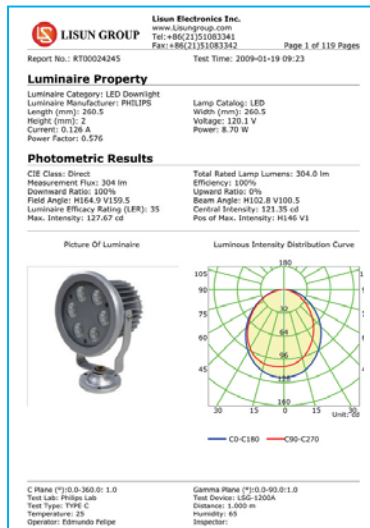 LISUN GROUP
Lisun Electronics Inc.
www.Lisungroup.com
Tel:+86(21)51083341
Fax:+86(21)51083342 Page 1 of 119 Pages
Report No.: RT00024245 Test Time: 2009-01-19 09:23
Luminaire Property
Luminaire Category: LED Downlight
Luminaire Manufacturer: PHILIPS Lamp Catalog: LED
Length (mm): 260.5 Width (mm): 260.5
Height (mm): 2 Voltage: 120.1 V
Current: 0.126 A Power: 8.70 W
Power Factor: 0.576
Photometric Results
CIE Class: Direct Total Rated Lamp Lumens: 304.0 lm
Measurement Flux: 304 lm Efficiency: 100%
Downward Ratio: 100% Upward Ratio: 0%
Field Angle: H164.9 V159.5 Beam Angle: H102.8 V100.5
Luminaire Efficacy Rating (LER): 35 Central Intensity: 121.35 cd
Max. Intensity: 127.67 cd Pos of Max. Intensity: H146 V1
Picture Of Luminaire Luminous Intensity Distribution Curve
180
105 105
90 90
75 32 75
64
60 96 60
128
45 160 45
30 15 0 15 30
Unit: cd
C0-C180 C90-C270
C Plane (°):0.0-360.0: 1.0 Gamma Plane (°):0.0-90.0:1.0
Test Lab: Philips Lab Test Device: LSG-1200A
Test Type: TYPE C Distance: 1.000 m
Temperature: 25 Humidity: 65
Operator: Edmundo Felipe Inspector: